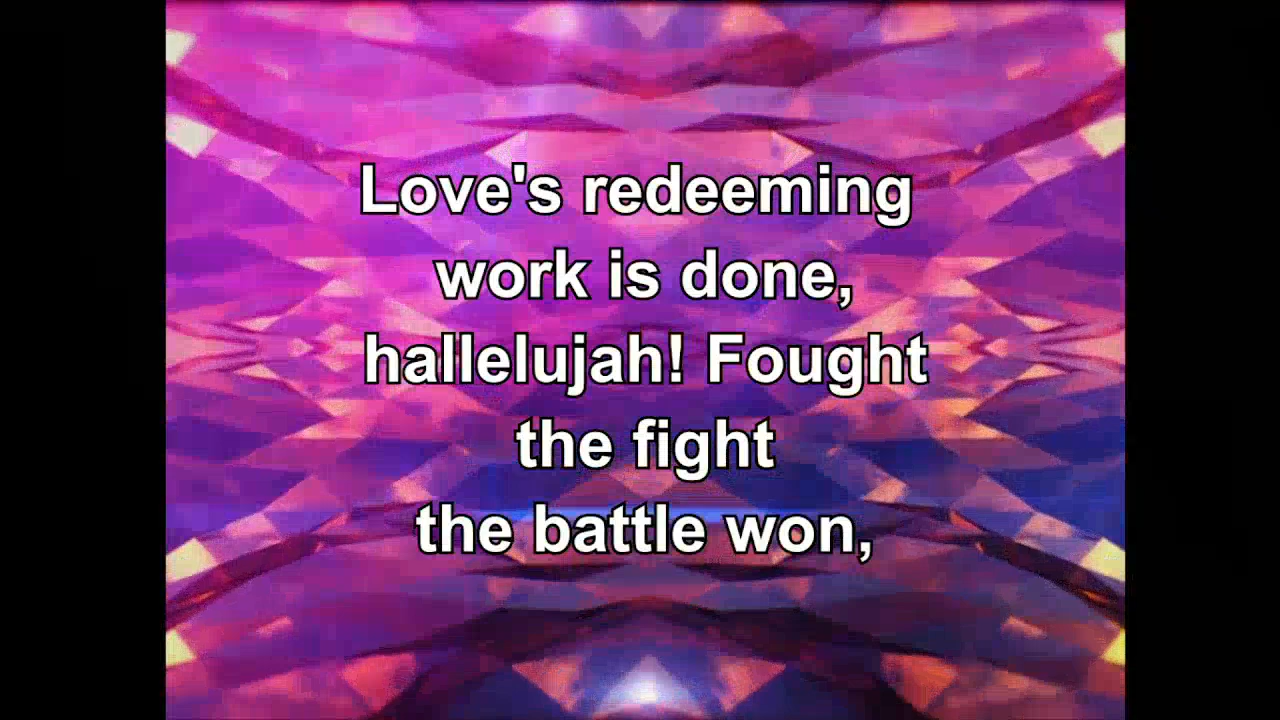 Love's redeeming
work is done,
hallelujah! Fought
the fight
the battle won,